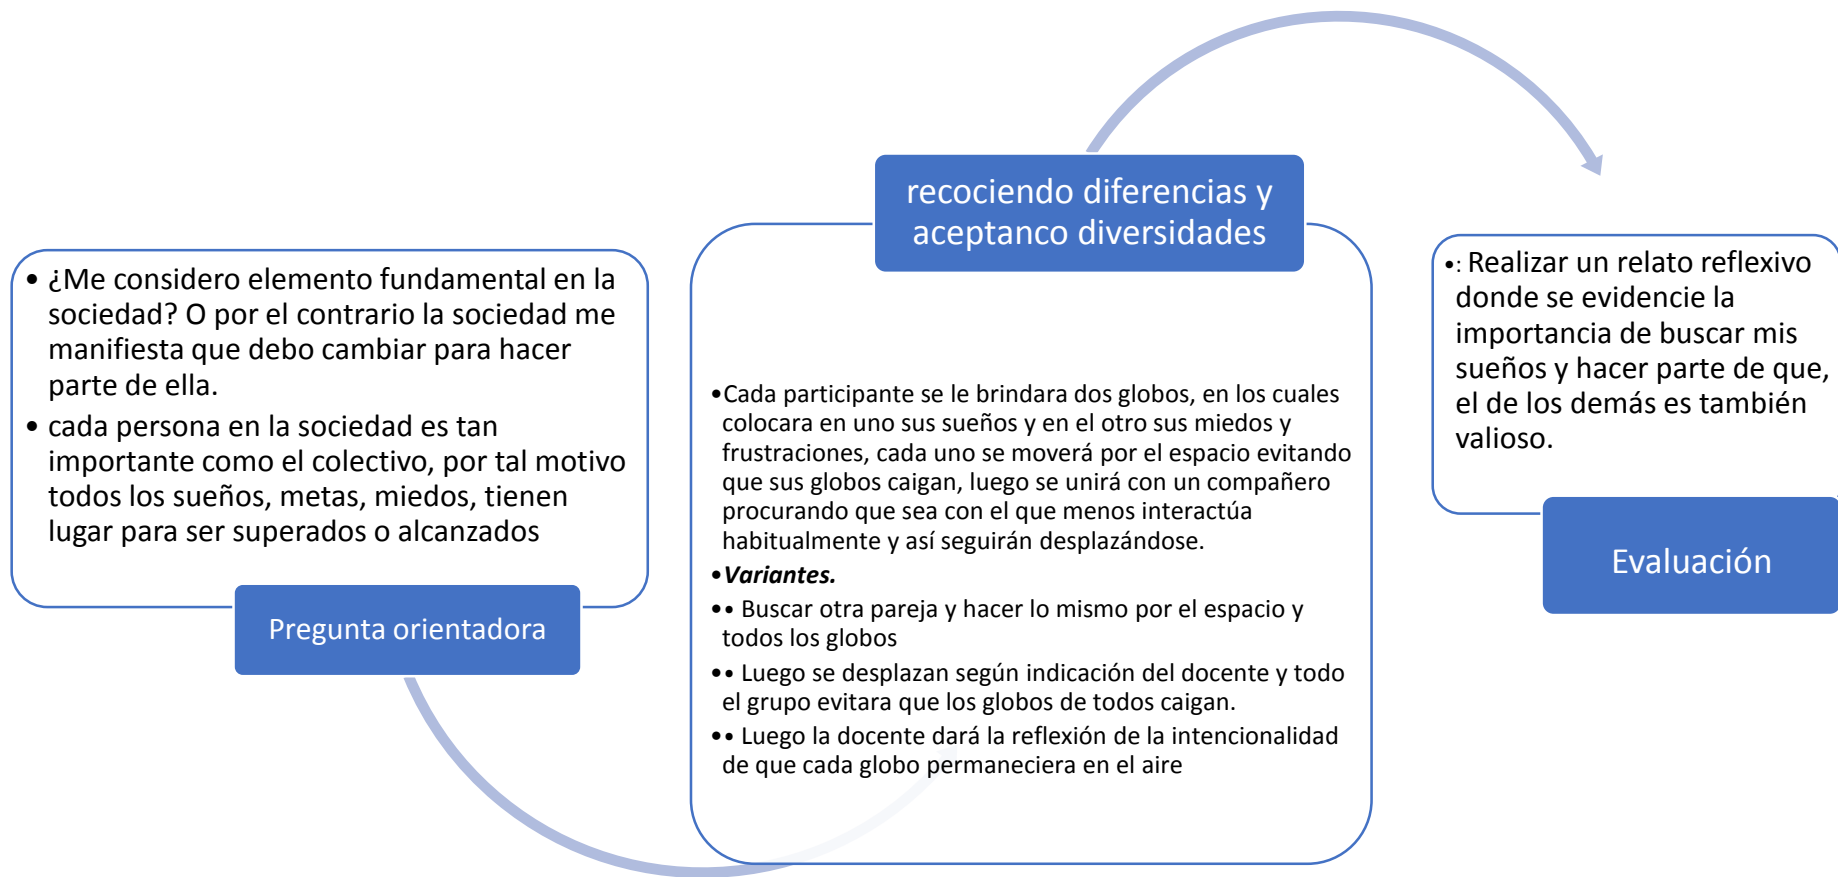 • ¿Me considero elemento fundamental en la
sociedad? O por el contrario la sociedad me
manifiesta que debo cambiar para hacer
parte de ella.
• cada persona en la sociedad es tan
importante como el colectivo, por tal motivo
todos los sueños, metas, miedos, tienen
lugar para ser superados o alcanzados
Pregunta orientadora
recociendo diferencias y
aceptanco diversidades
•Cada participante se le brindara dos globos, en los cuales
colocara en uno sus sueños y en el otro sus miedos y
frustraciones, cada uno se moverá por el espacio evitando
que sus globos caigan, luego se unirá con un compañero
procurando que sea con el que menos interactúa
habitualmente y así seguirán desplazándose.
•Variantes.
•• Buscar otra pareja y hacer lo mismo por el espacio y
todos los globos
•• Luego se desplazan según indicación del docente y todo
el grupo evitara que los globos de todos caigan.
•• Luego la docente dará la reflexión de la intencionalidad
de que cada globo permaneciera en el aire
•: Realizar un relato reflexivo
donde se evidencie la
importancia de buscar mis
sueños y hacer parte de que,
el de los demás es también
valioso.
Evaluación